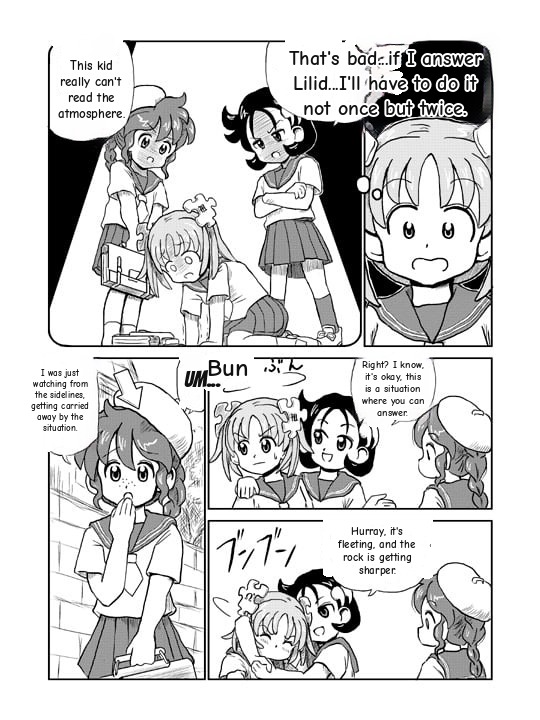 This kid
really can't
read the
atmosphere.
That's bad...if I answer
Lilid...I'll have to do it
not once but twice.
I was just
watching from
the sidelines,
getting carried
away by the
situation.
UM...
Bun
ぶん
Right? I know,
it's okay, this
is a situation
where you can
answer.
ブンブーン
Hurray, it's
fleeting, and the
rock is getting
sharper.